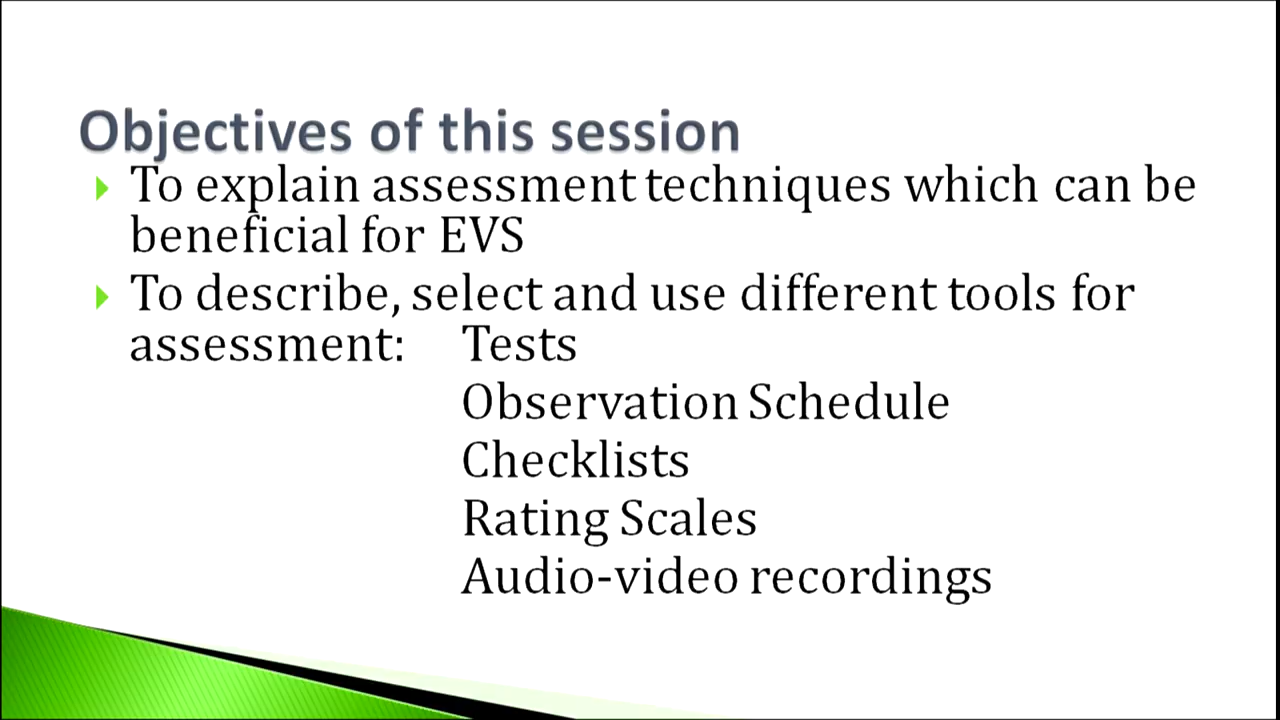 Objectives of this session
To explain assessment techniques which can be
beneficial for EVS
To describe, select and use different tools for
assessment: Tests
Observation Schedule
Checklists
Rating Scales
Audio-video recordings